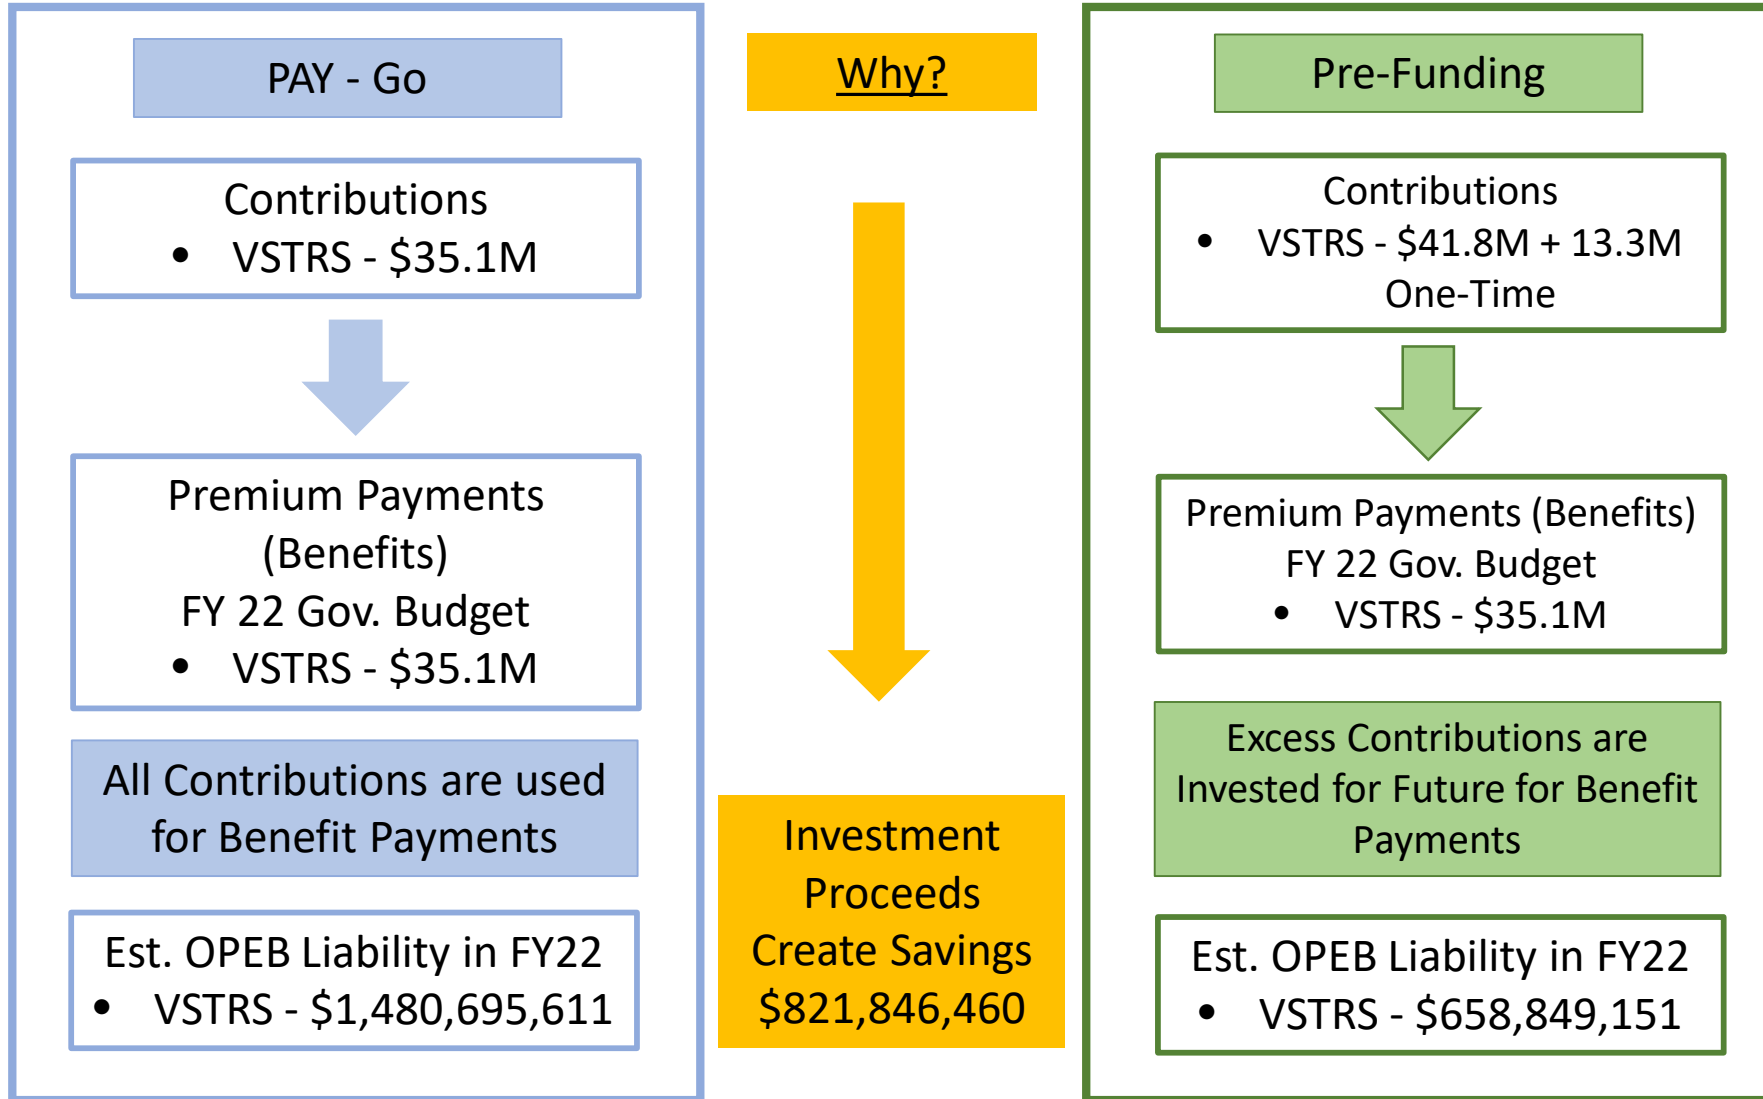 PAY - Go
Contributions
• VSTRS - $35.1M
Premium Payments
(Benefits)
FY 22 Gov. Budget
• VSTRS - $35.1M
All Contributions are used
for Benefit Payments
Est. OPEB Liability in FY22
• VSTRS - $1,480,695,611
Why?
Investment
Proceeds
Create Savings
$821,846,460
Pre-Funding
Contributions
• VSTRS - $41.8M + 13.3M
One-Time
Premium Payments (Benefits)
FY 22 Gov. Budget
• VSTRS - $35.1M
Excess Contributions are
Invested for Future for Benefit
Payments
Est. OPEB Liability in FY22
• VSTRS - $658,849,151